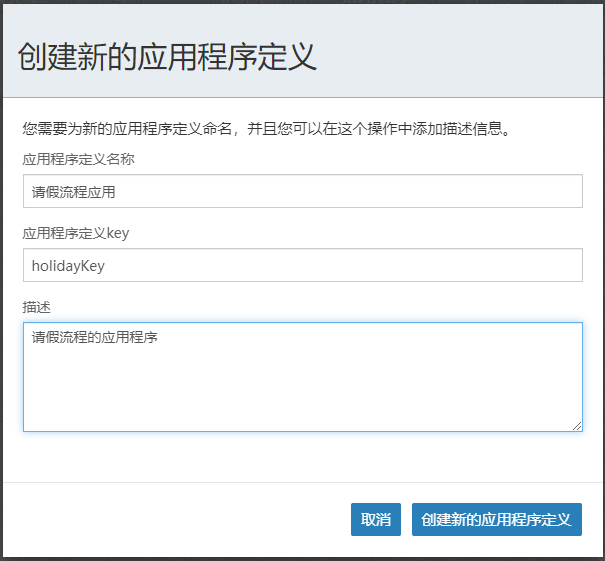 创建新的应用程序定义
您需要为新的应用程序定义命名，并且您可以在这个操作中添加描述信息。
应用程序定义名称
请假流程应用
应用程序定义key
holidayKey
描述
请假流程的应用程序
取消
创建新的应用程序定义